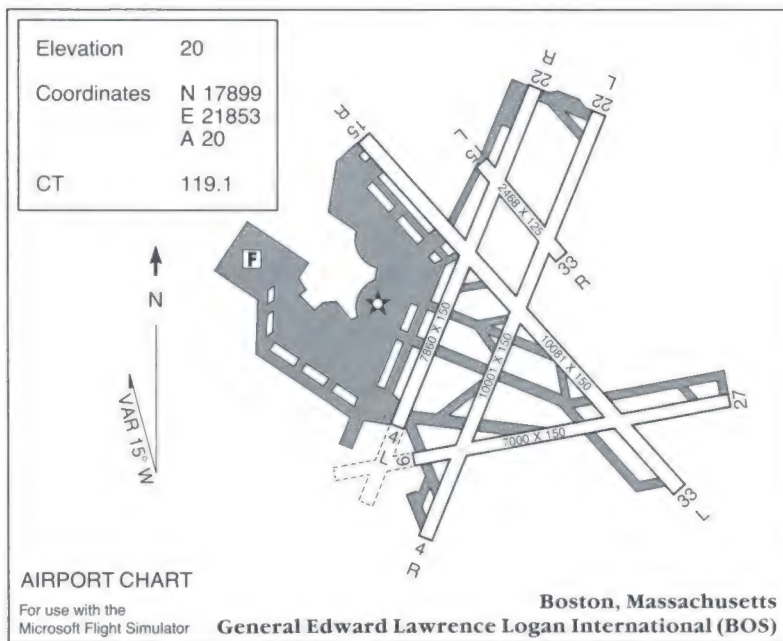 Elevation 20
Coordinates N 17899
E 21853
A 20
CT 119.1
N
VAR 15° W
F
15 R
22 R
22 L
15 L
2468 X 125
33 R
7860 X 150
10001 X 150
10081 X 150
7000 X 150
27
4 L
9
33 L
4 R
AIRPORT CHART
For use with the
Microsoft Flight Simulator
Boston, Massachusetts
General Edward Lawrence Logan International (BOS)